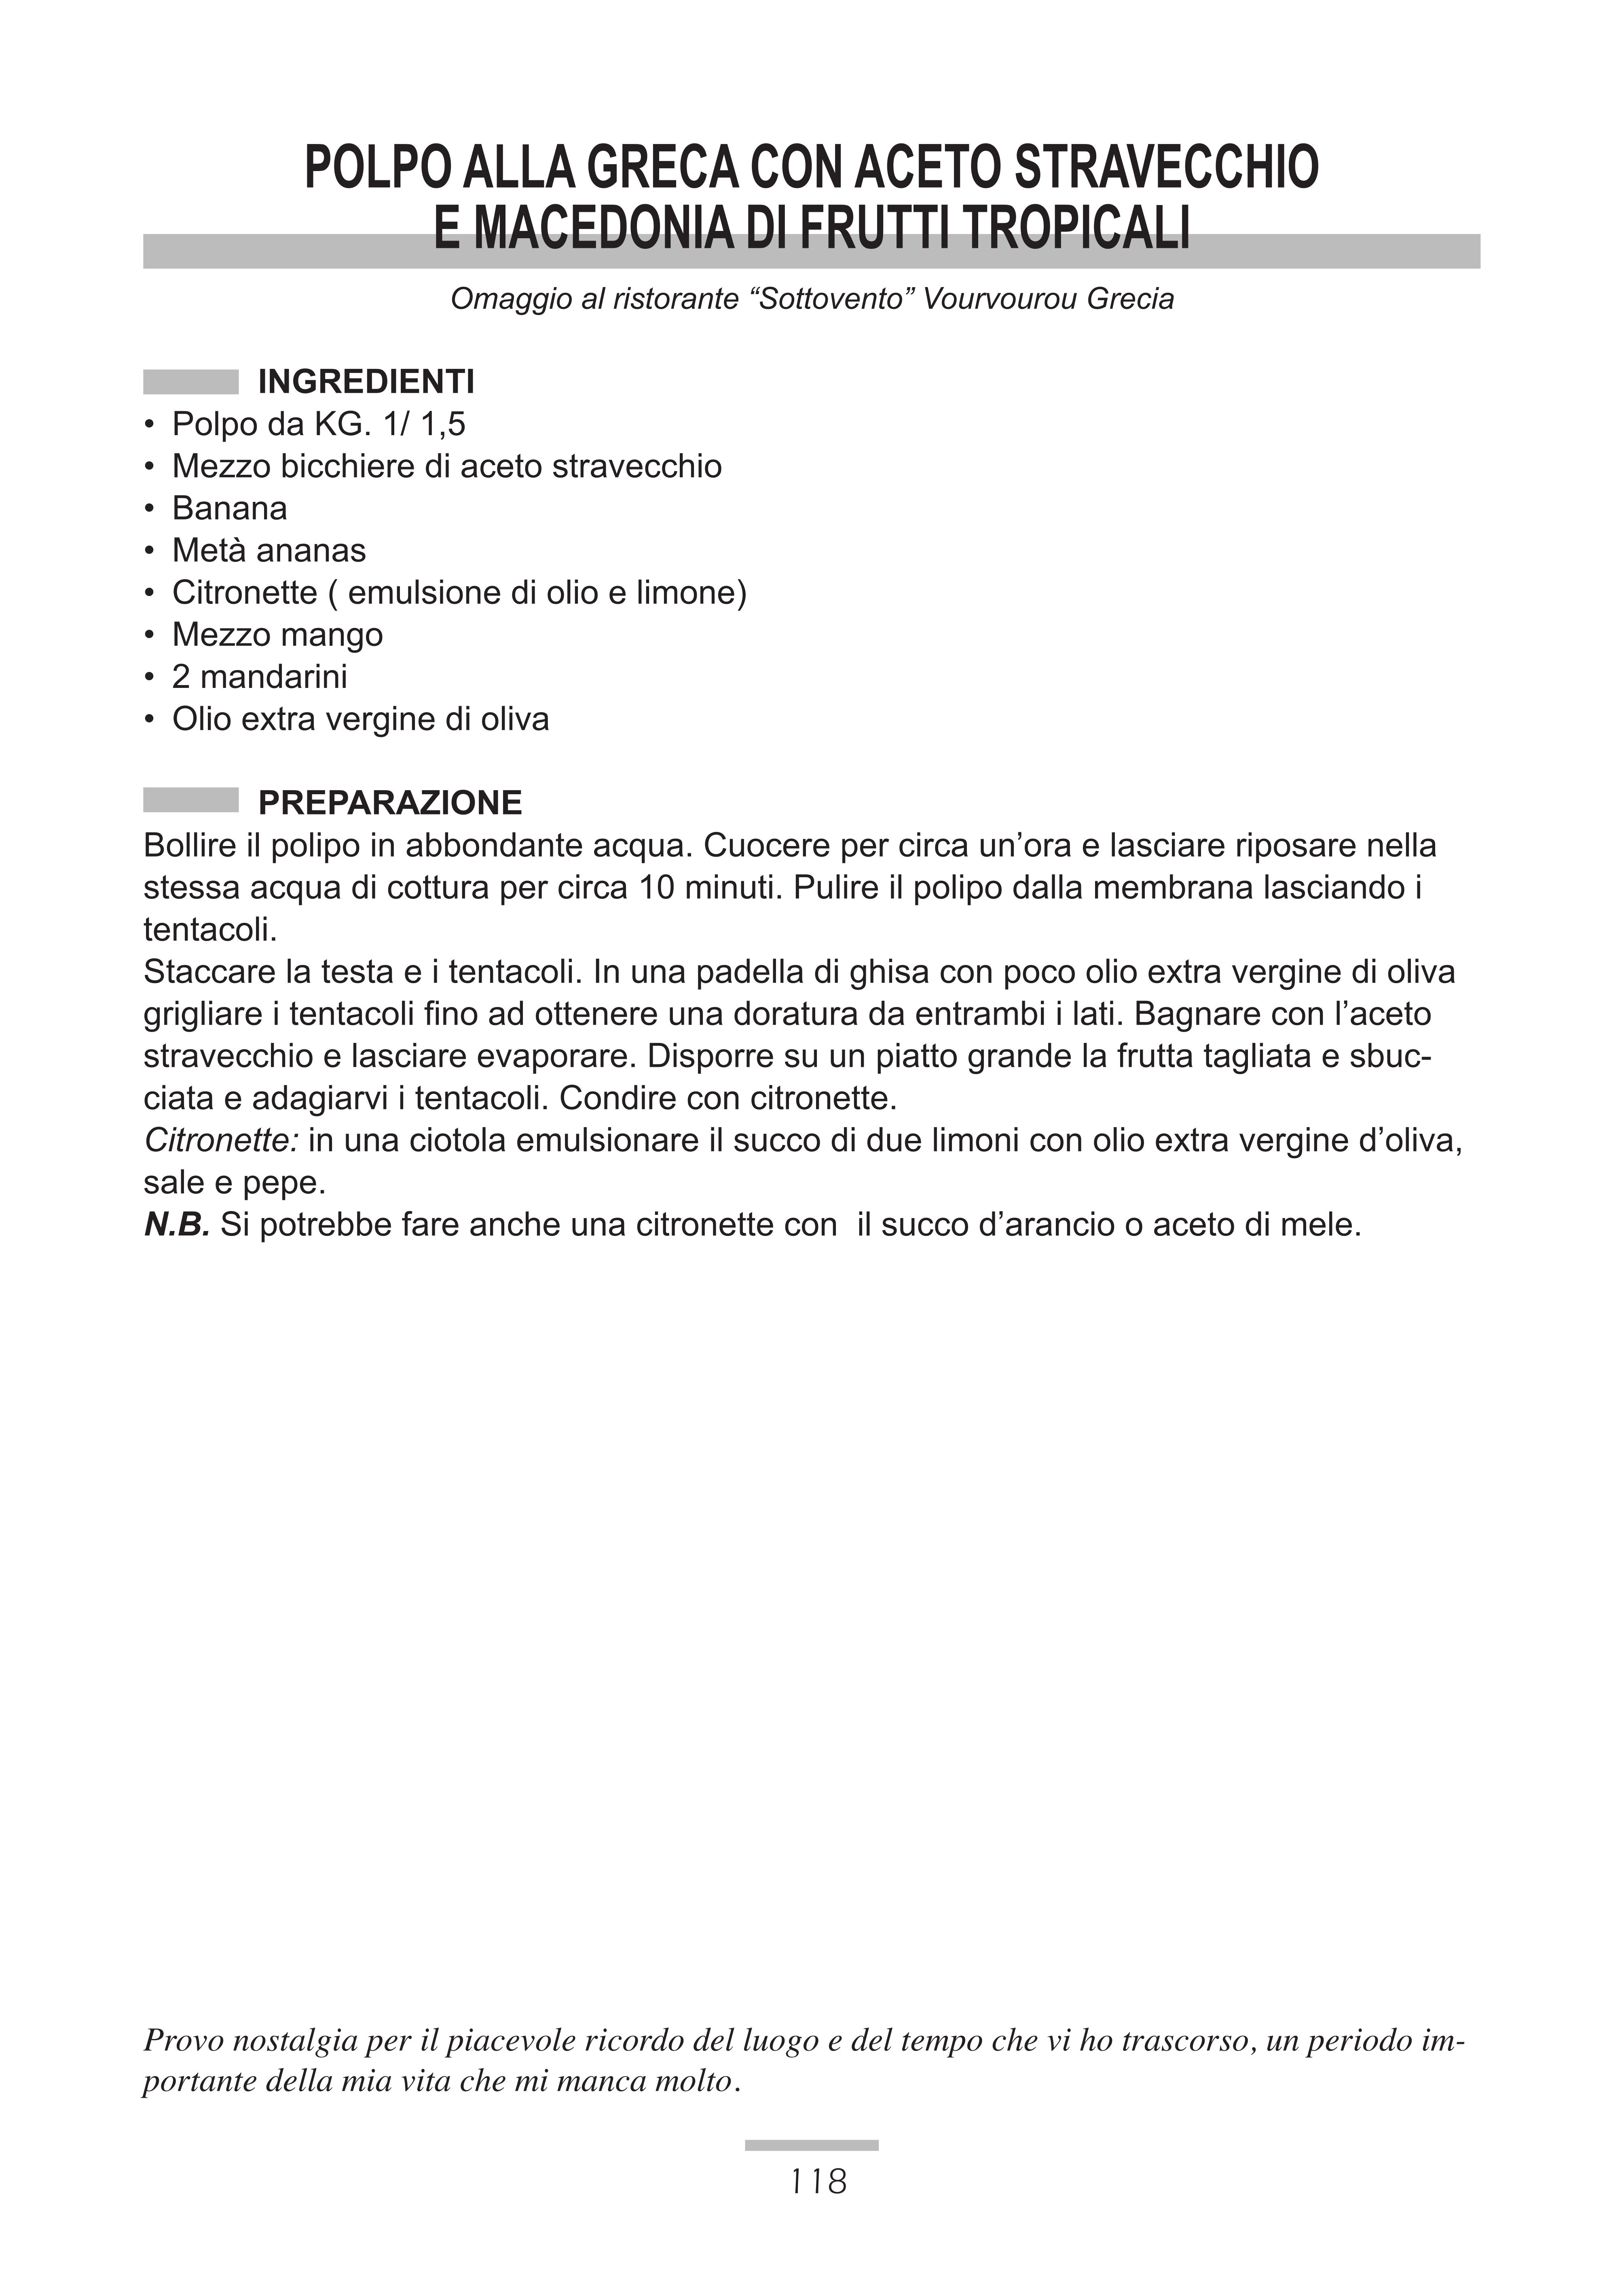 POLPO ALLA GRECA CON ACETO STRAVECCHIO
E MACEDONIA DI FRUTTI TROPICALI
Omaggio al ristorante “Sottovento” Vourvourou Grecia
INGREDIENTI
• Polpo da KG. 1/ 1,5
• Mezzo bicchiere di aceto stravecchio
• Banana
• Metà ananas
• Citronette ( emulsione di olio e limone)
• Mezzo mango
• 2 mandarini
• Olio extra vergine di oliva
PREPARAZIONE
Bollire il polipo in abbondante acqua. Cuocere per circa un’ora e lasciare riposare nella
stessa acqua di cottura per circa 10 minuti. Pulire il polipo dalla membrana lasciando i
tentacoli.
Staccare la testa e i tentacoli. In una padella di ghisa con poco olio extra vergine di oliva
grigliare i tentacoli fino ad ottenere una doratura da entrambi i lati. Bagnare con l’aceto
stravecchio e lasciare evaporare. Disporre su un piatto grande la frutta tagliata e sbuc-
ciata e adagiarvi i tentacoli. Condire con citronette.
Citronette: in una ciotola emulsionare il succo di due limoni con olio extra vergine d’oliva,
sale e pepe.
N.B. Si potrebbe fare anche una citronette con  il succo d’arancio o aceto di mele.
Provo nostalgia per il piacevole ricordo del luogo e del tempo che vi ho trascorso, un periodo im-
portante della mia vita che mi manca molto.
118